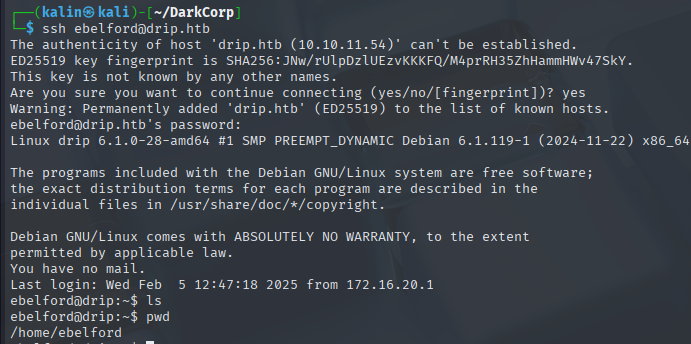 ┌──(kalin㉿kali)-[~/DarkCorp]
└─$ ssh ebelford@drip.htb
The authenticity of host 'drip.htb (10.10.11.54)' can't be established.
ED25519 key fingerprint is SHA256:JNw/rUlpDzlUEzvKKKFQ/M4prRH35ZhHammHWv47SkY.
This key is not known by any other names.
Are you sure you want to continue connecting (yes/no/[fingerprint])? yes
Warning: Permanently added 'drip.htb' (ED25519) to the list of known hosts.
ebelford@drip.htb's password:
Linux drip 6.1.0-28-amd64 #1 SMP PREEMPT_DYNAMIC Debian 6.1.119-1 (2024-11-22) x86_64

The programs included with the Debian GNU/Linux system are free software;
the exact distribution terms for each program are described in the
individual files in /usr/share/doc/*/copyright.

Debian GNU/Linux comes with ABSOLUTELY NO WARRANTY, to the extent
permitted by applicable law.
You have no mail.
Last login: Wed Feb  5 12:47:18 2025 from 172.16.20.1
ebelford@drip:~$ ls
ebelford@drip:~$ pwd
/home/ebelford